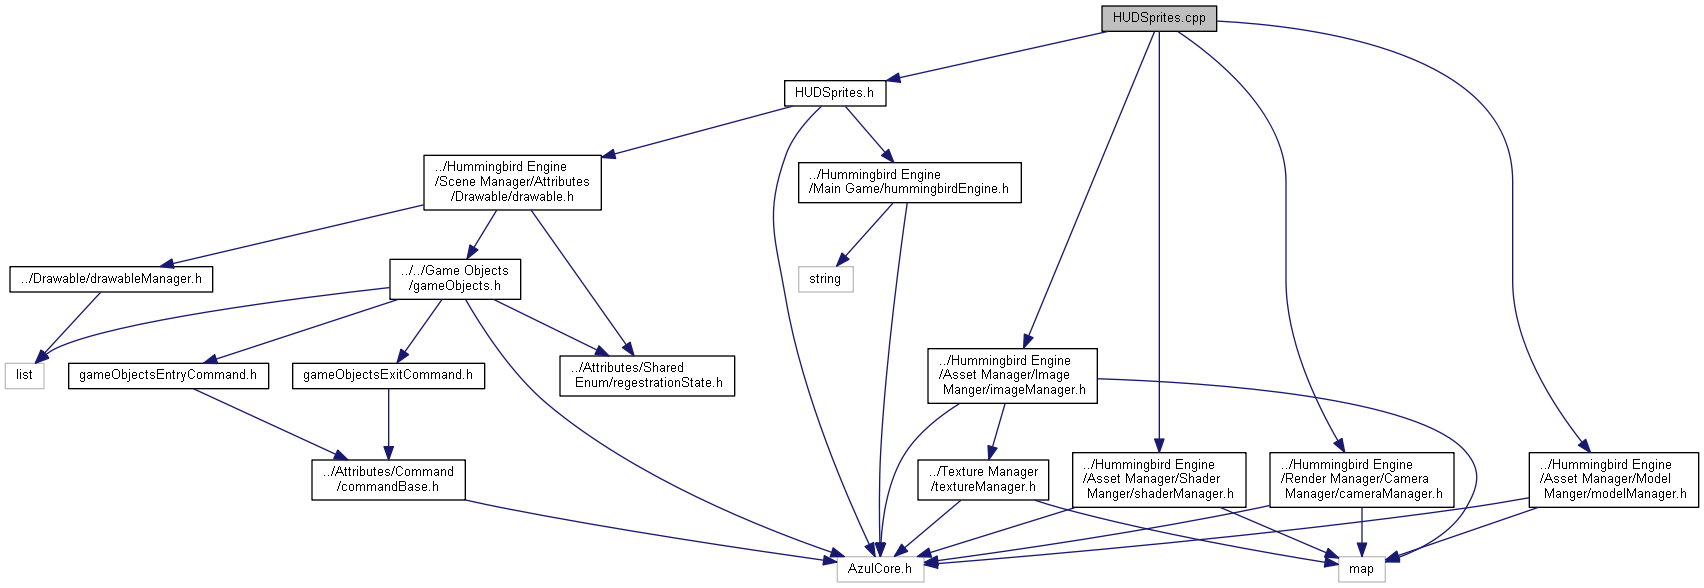 HUDSprites.cpp
HUDSprites.h
../Hummingbird Engine
/Scene Manager/Attributes
/Drawable/drawable.h
../Hummingbird Engine
/Main Game/hummingbirdEngine.h
../Drawable/drawableManager.h
../../Game Objects
/gameObjects.h
string
list
gameObjectsEntryCommand.h
gameObjectsExitCommand.h
../Attributes/Shared
Enum/regestrationState.h
../Hummingbird Engine
/Asset Manager/Image
Manger/imageManager.h
../Attributes/Command
/commandBase.h
../Texture Manager
/textureManager.h
../Hummingbird Engine
/Asset Manager/Shader
Manger/shaderManager.h
../Hummingbird Engine
/Render Manager/Camera
Manager/cameraManager.h
../Hummingbird Engine
/Asset Manager/Model
Manger/modelManager.h
AzulCore.h
map